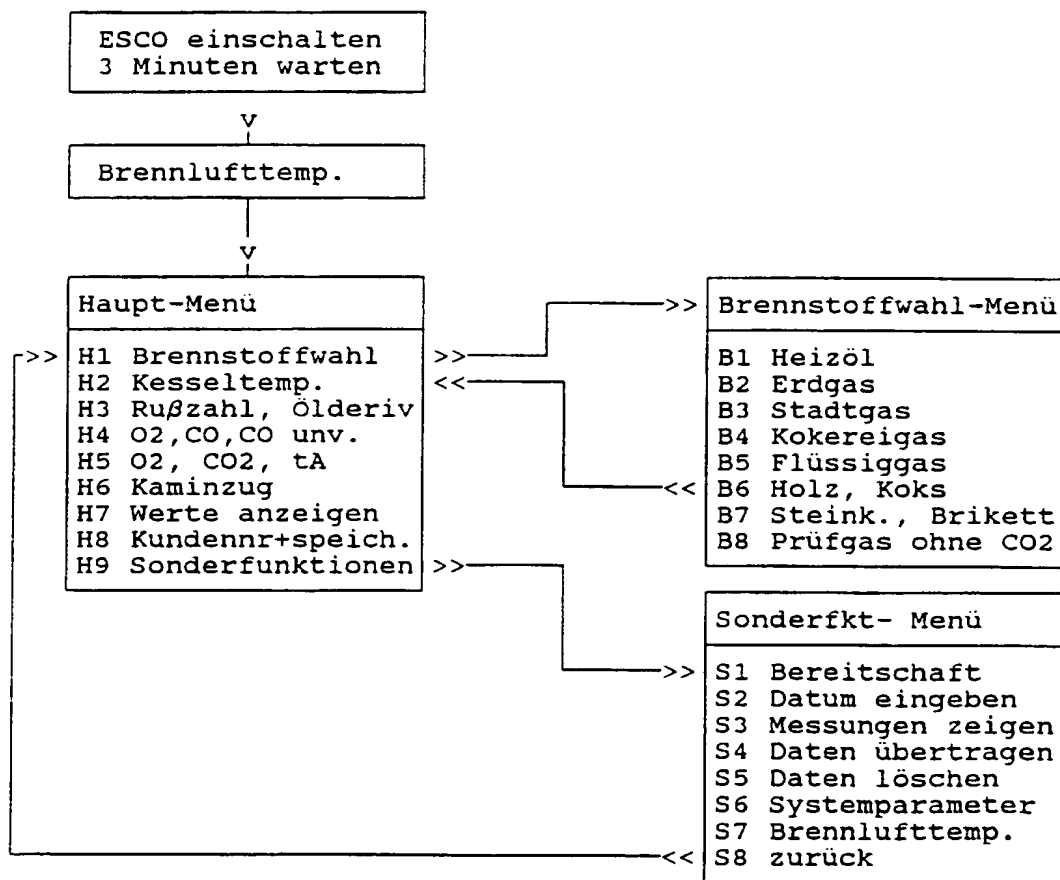 ESCO einschalten
3 Minuten warten
v
Brennlufttemp.
v
Haupt-Menü
>> H1 Brennstoffwahl >>
H2 Kesseltemp. <<
H3 Rußzahl, Ölderiv
H4 O2,CO,CO unv.
H5 O2, CO2, tA
H6 Kaminzug
H7 Werte anzeigen
H8 Kundennr+speich.
H9 Sonderfunktionen >>
>> Brennstoffwahl-Menü
B1 Heizöl
B2 Erdgas
B3 Stadtgas
B4 Kokereigas
B5 Flüssiggas
<< B6 Holz, Koks
B7 Steink., Brikett
B8 Prüfgas ohne CO2
Sonderfkt- Menü
>> S1 Bereitschaft
S2 Datum eingeben
S3 Messungen zeigen
S4 Daten übertragen
S5 Daten löschen
S6 Systemparameter
S7 Brennlufttemp.
<< S8 zurück